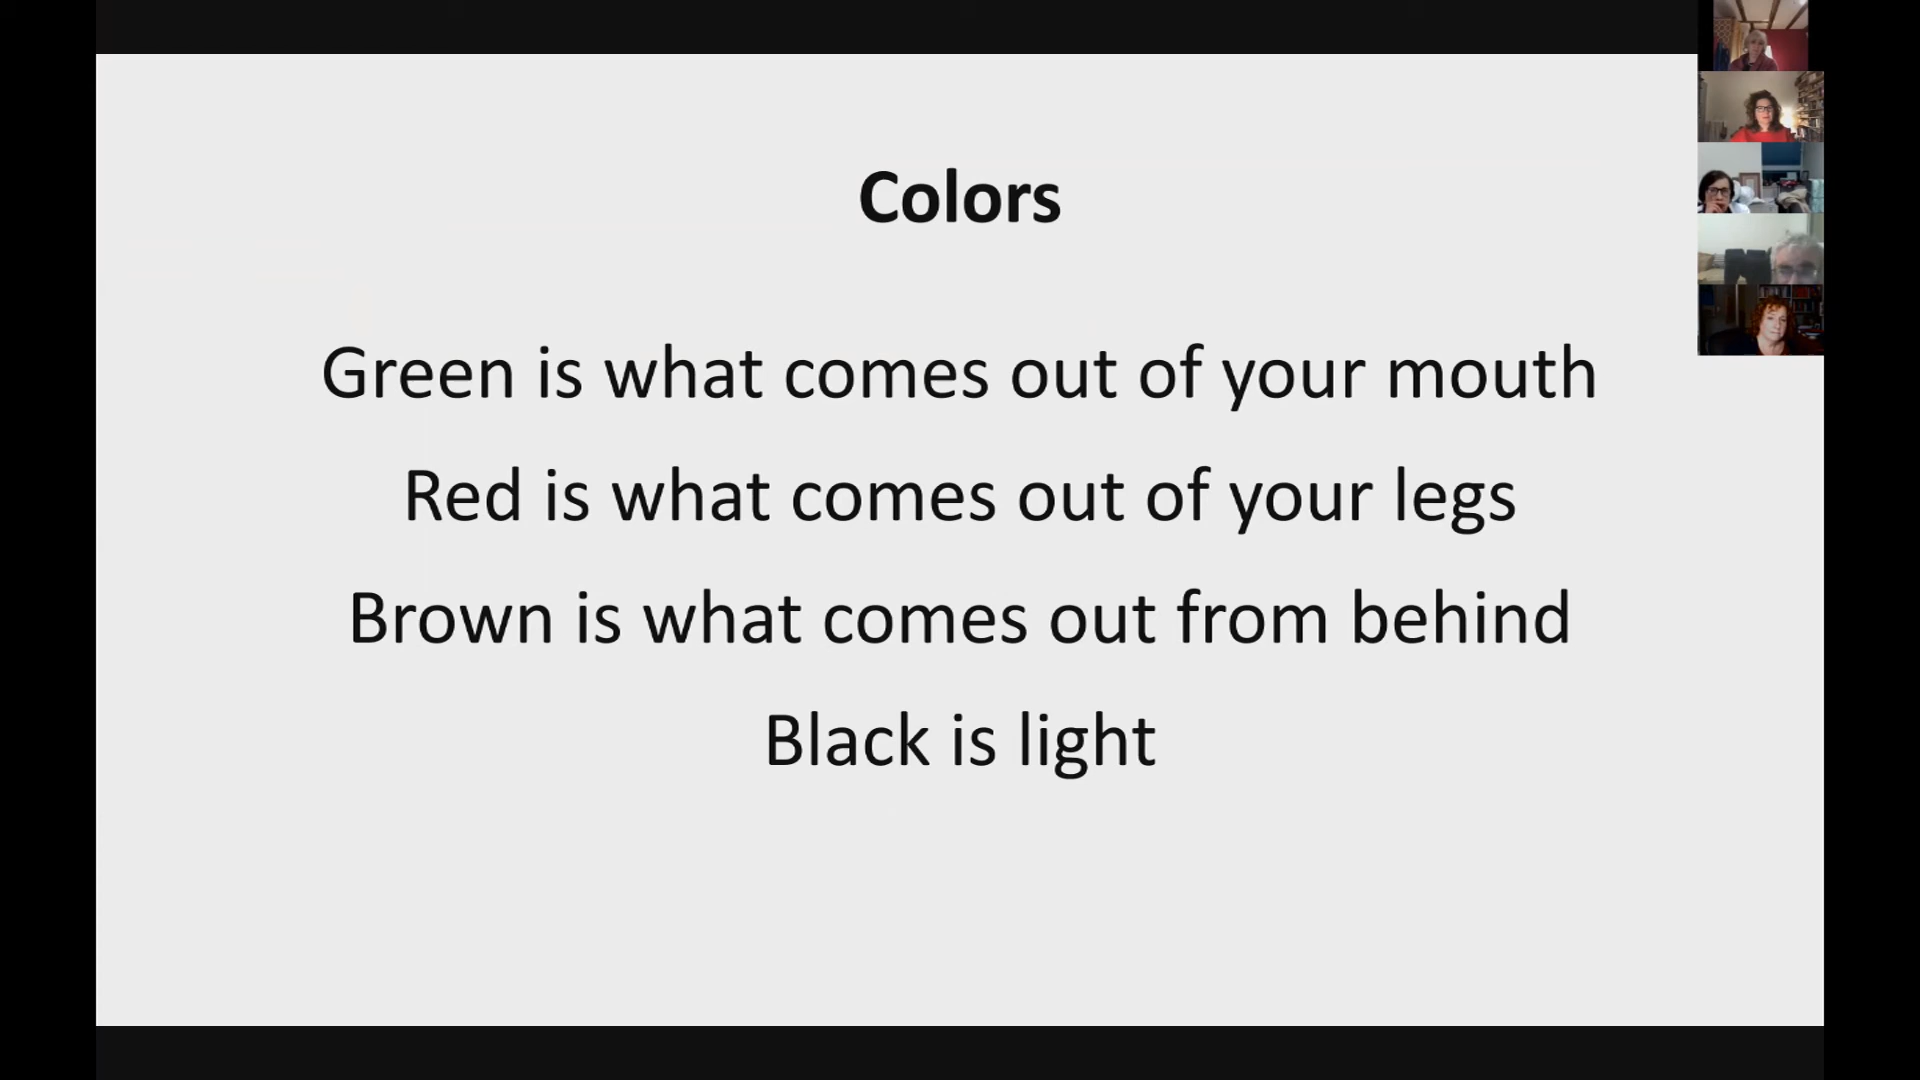 Colors
Green is what comes out of your mouth
Red is what comes out of your legs
Brown is what comes out from behind
Black is light